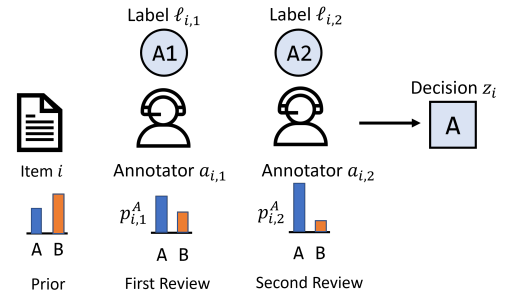 Label ℓ_{i,1}
Label ℓ_{i,2}
A1
A2
Decision z_i
A
Item i
Annotator a_{i,1}
Annotator a_{i,2}
p^A_{i,1}
p^A_{i,2}
A B
A B
A B
Prior
First Review
Second Review